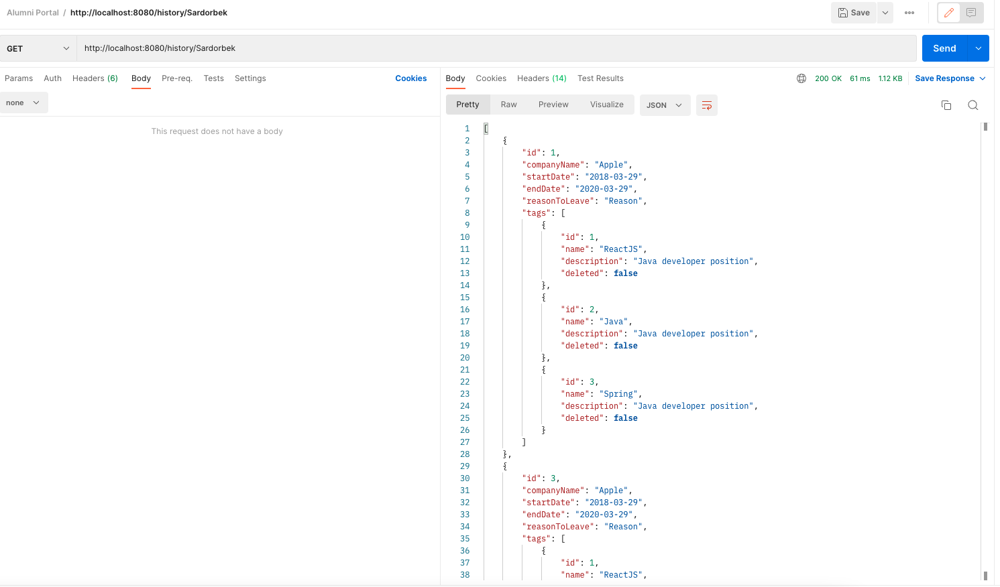 Alumni Portal / http://localhost:8080/history/Sardorbek
Save
GET
http://localhost:8080/history/Sardorbek
Send
Params Auth Headers (6) Body Pre-req. Tests Settings Cookies
none
This request does not have a body
Body Cookies Headers (14) Test Results
200 OK 61 ms 1.12 KB Save Response
Pretty Raw Preview Visualize JSON
1 [
2 {
3 "id": 1,
4 "companyName": "Apple",
5 "startDate": "2018-03-29",
6 "endDate": "2020-03-29",
7 "reasonToLeave": "Reason",
8 "tags": [
9 {
10 "id": 1,
11 "name": "ReactJS",
12 "description": "Java developer position",
13 "deleted": false
14 },
15 {
16 "id": 2,
17 "name": "Java",
18 "description": "Java developer position",
19 "deleted": false
20 },
21 {
22 "id": 3,
23 "name": "Spring",
24 "description": "Java developer position",
25 "deleted": false
26 }
27 ]
28 },
29 {
30 "id": 3,
31 "companyName": "Apple",
32 "startDate": "2018-03-29",
33 "endDate": "2020-03-29",
34 "reasonToLeave": "Reason",
35 "tags": [
36 {
37 "id": 1,
38 "name": "ReactJS",